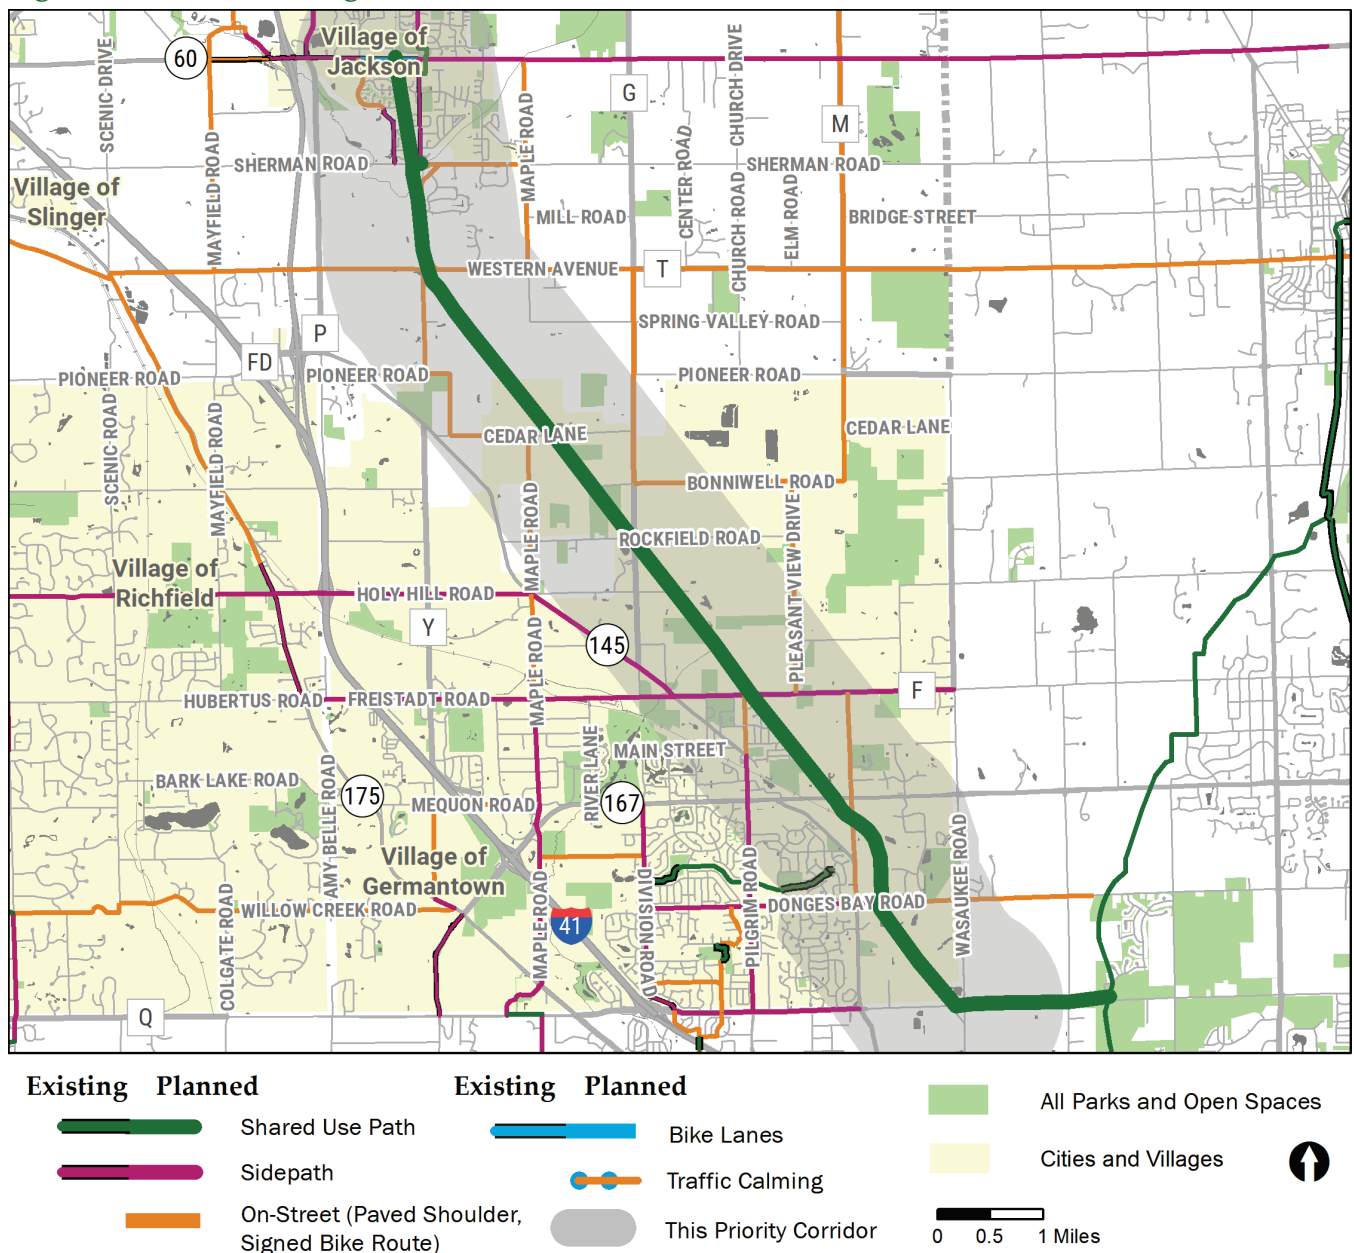 Village of
Jackson
60
SCENIC DRIVE
CHURCH DRIVE
G
M
MAPLE ROAD
MAYFIELD ROAD
SHERMAN ROAD
SHERMAN ROAD
CENTER ROAD
Village of
Slinger
MILL ROAD
CHURCH ROAD
ELM ROAD
BRIDGE STREET
WESTERN AVENUE
T
SPRING VALLEY ROAD
P
FD
PIONEER ROAD
PIONEER ROAD
PIONEER ROAD
SCENIC ROAD
MAYFIELD ROAD
CEDAR LANE
CEDAR LANE
BONNIWELL ROAD
MAPLE ROAD
PLEASANT VIEW DRIVE
ROCKFIELD ROAD
Village of
Richfield
HOLY HILL ROAD
Y
145
MAPLE ROAD
HUBERTUS ROAD
FREISTADT ROAD
F
RIVER LANE
MAIN STREET
BARK LAKE ROAD
AMY BELLE ROAD
175
MEQUON ROAD
167
Village of
Germantown
WASAUKEE ROAD
PILGRIM ROAD
DIVISION ROAD
MAPLE ROAD
COLGATE ROAD
WILLOW CREEK ROAD
DONGES BAY ROAD
41
Q
Existing Planned
Existing Planned
Shared Use Path
Sidepath
On-Street (Paved Shoulder,
Signed Bike Route)
Bike Lanes
Traffic Calming
This Priority Corridor
All Parks and Open Spaces
Cities and Villages
0 0.5 1 Miles